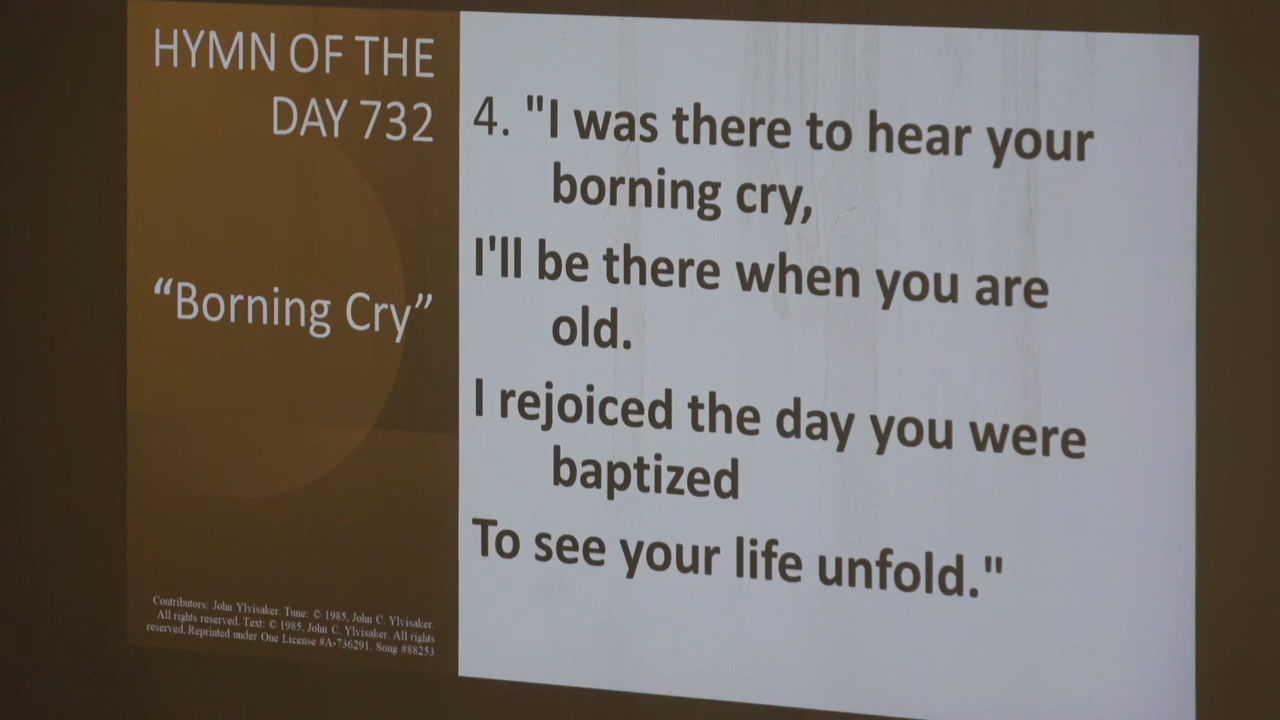 HYMN OF THE
DAY 732
“Borning Cry”
Contributors: John Ylvisaker. Tune: © 1985, John C. Ylvisaker.
All rights reserved. Text: © 1985, John C. Ylvisaker. All rights
reserved. Reprinted under One License #A-736291. Song #88253
4. "I was there to hear your
borning cry,
I'll be there when you are
old.
I rejoiced the day you were
baptized
To see your life unfold."